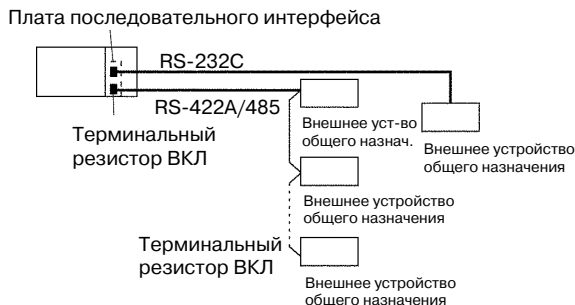 Плата последовательного интерфейса
RS-232C
RS-422A/485
Терминальный
резистор ВКЛ
Внешнее уст-во
общего назнач.
Внешнее устройство
общего назначения
Внешнее устройство
общего назначения
Терминальный
резистор ВКЛ
Внешнее устройство
общего назначения